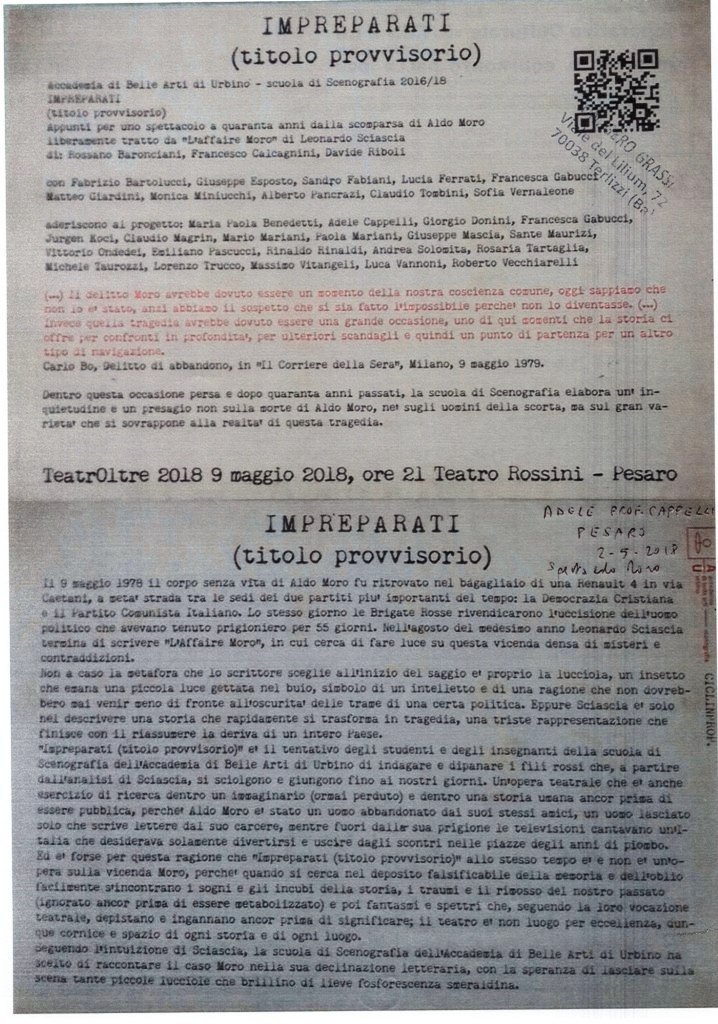 IMPREPARATI
(titolo provvisorio)
Accademia di Belle Arti di Urbino - scuola di Scenografia 2016/18
IMPREPARATI
(titolo provvisorio)
Appunti per uno spettacolo a quaranta anni dalla scomparsa di Aldo Moro
liberamente tratto da "L'affaire Moro" di Leonardo Sciascia
di: Rossano Baronciani, Francesco Calcagnini, Davide Riboli
con Fabrizio Bartolucci, Giuseppe Esposto, Sandro Fabiani, Lucia Ferrati, Francesca Gabucci
Matteo Giardini, Monica Miniucchi, Alberto Pancrazi, Claudio Tombini, Sofia Vernaleone
GERO GRASSI
Viale dei Lilium, 72
70038 Terlizzi (Ba)
aderiscono al progetto: Maria Paola Benedetti, Adele Cappelli, Giorgio Donini, Francesca Gabucci,
Jurgen Koci, Claudio Magrin, Mario Mariani, Paola Mariani, Giuseppe Mascia, Sante Maurizi,
Vittorio Ondedei, Emiliano Pascucci, Rinaldo Rinaldi, Andrea Solomita, Rosaria Tartaglia,
Michele Taurozzi, Lorenzo Trucco, Massimo Vitangeli, Luca Vannoni, Roberto Vecchiarelli
(...) Il delitto Moro avrebbe dovuto essere un momento della nostra coscienza comune, oggi sappiamo che
non lo e' stato, anzi abbiamo il sospetto che si sia fatto l'impossibile perche' non lo diventasse. (...)
Invece quella tragedia avrebbe dovuto essere una grande occasione, uno di qui momenti che la storia ci
offre per confronti in profondita', per ulteriori scandagli e quindi un punto di partenza per un altro
tipo di navigazione.
Carlo Bo, Delitto di abbandono, in "Il Corriere della Sera", Milano, 9 maggio 1979.
Dentro questa occasione persa e dopo quaranta anni passati, la scuola di Scenografia elabora un' in-
quietudine e un presagio non sulla morte di Aldo Moro, ne' sugli uomini della scorta, ma sul gran va-
rieta' che si sovrappone alla realta' di questa tragedia.
TeatrOltre 2018 9 maggio 2018, ore 21 Teatro Rossini - Pesaro
IMPREPARATI
(titolo provvisorio)
ADELE PROF. CAPPELLI
PESARO
2-5-2018
Il 9 maggio 1978 il corpo senza vita di Aldo Moro fu ritrovato nel bagagliaio di una Renault 4 in via
Caetani, a meta' strada tra le sedi dei due partiti piu' importanti del tempo: la Democrazia Cristiana
e il Partito Comunista Italiano. Lo stesso giorno le Brigate Rosse rivendicarono l'uccisione dell'uomo
politico che avevano tenuto prigioniero per 55 giorni. Nell'agosto del medesimo anno Leonardo Sciascia
termina di scrivere "L'Affaire Moro", in cui cerca di fare luce su questa vicenda densa di misteri e
contraddizioni.
Non a caso la metafora che lo scrittore sceglie all'inizio del saggio e' proprio la lucciola, un insetto
che emana una piccola luce gettata nel buio, simbolo di un intelletto e di una ragione che non dovreb-
bero mai venir meno di fronte all'oscurita' delle trame di una certa politica. Eppure Sciascia e' solo
nel descrivere una storia che rapidamente si trasforma in tragedia, una triste rappresentazione che
finisce con il riassumere la deriva di un intero Paese.
"Impreparati (titolo provvisorio)" e' il tentativo degli studenti e degli insegnanti della scuola di
Scenografia dell'Accademia di Belle Arti di Urbino di indagare e dipanare i fili rossi che, a partire
dall'analisi di Sciascia, si sciolgono e giungono fino ai nostri giorni. Un'opera teatrale che e' anche
esercizio di ricerca dentro un immaginario (ormai perduto) e dentro una storia umana ancor prima di
essere pubblica, perche' Aldo Moro e' stato un uomo abbandonato dai suoi stessi amici, un uomo lasciato
solo che scrive lettere dal suo carcere, mentre fuori dalla sua prigione le televisioni cantavano un'I-
talia che desiderava solamente divertirsi e uscire dagli scontri nelle piazze degli anni di piombo.
Ed e' forse per questa ragione che "Impreparati (titolo provvisorio)" allo stesso tempo e' e non e' un'o-
pera sulla vicenda Moro, perche' quando si cerca nel deposito falsificabile della memoria e dell'oblio
facilmente s'incontrano i sogni e gli incubi della storia, i traumi e il rimosso del nostro passato
(ignorato ancor prima di essere metabolizzato) e poi fantasmi e spettri che, seguendo la loro vocazione
teatrale, depistano e ingannano ancor prima di significare; il teatro e' non luogo per eccellenza, dun-
que cornice e spazio di ogni storia e di ogni luogo.
Seguendo l'intuizione di Sciascia, la scuola di Scenografia dell'Accademia di Belle Arti di Urbino ha
scelto di raccontare il caso Moro nella sua declinazione letteraria, con la speranza di lasciare sulla
scena tante piccole lucciole che brillino di lieve fosforescenza smeraldina.
CICLINPROP.